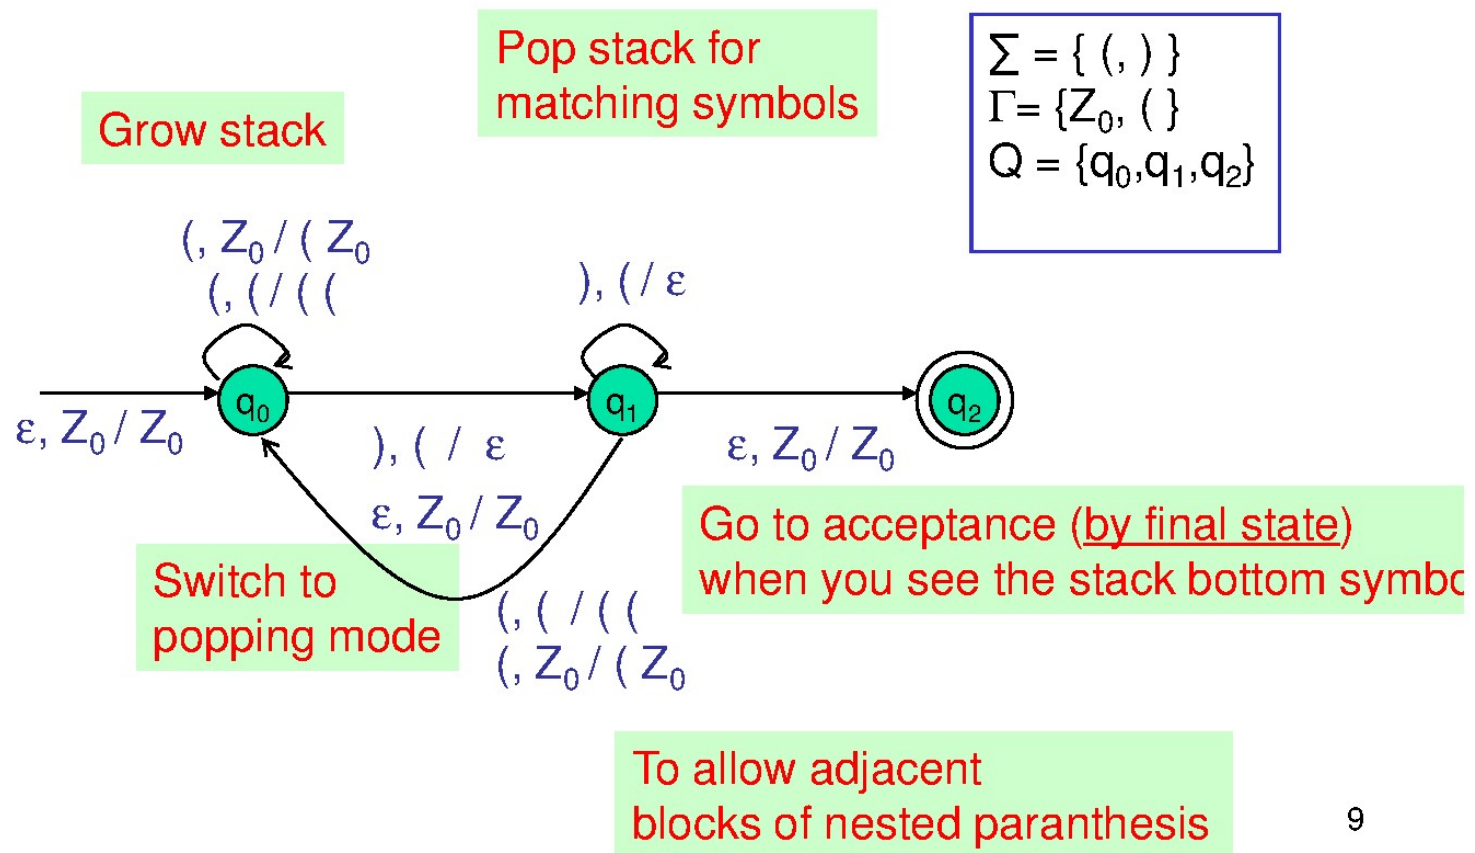 Pop stack for
matching symbols
Grow stack
∑ = { (, ) }
Γ= {Z₀, ( }
Q = {q₀,q₁,q₂}
(, Z₀ / ( Z₀
(, ( / ( (
), ( / ε
q₀
q₁
q₂
ε, Z₀ / Z₀
), ( / ε
ε, Z₀ / Z₀
ε, Z₀ / Z₀
Go to acceptance (by final state)
when you see the stack bottom symbo
Switch to
popping mode
(, ( / ( (
(, Z₀ / ( Z₀
To allow adjacent
blocks of nested paranthesis
9